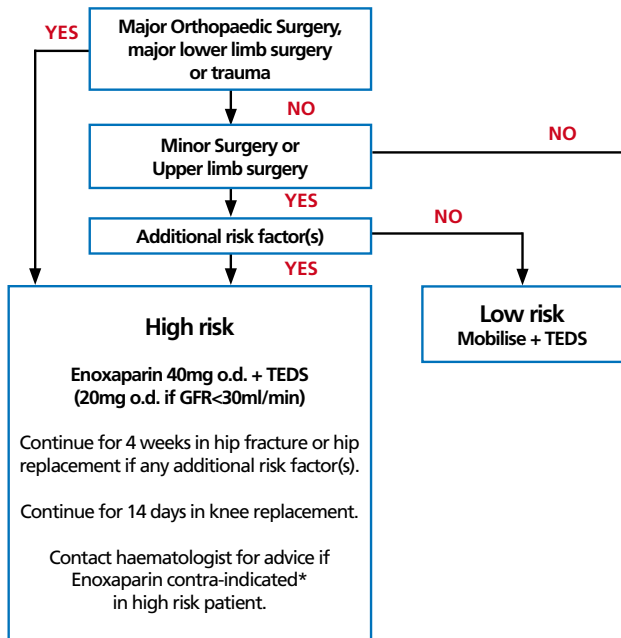 YES
Major Orthopaedic Surgery,
major lower limb surgery
or trauma
NO
Minor Surgery or
Upper limb surgery
NO
YES
Additional risk factor(s)
NO
YES
High risk
Enoxaparin 40mg o.d. + TEDS
(20mg o.d. if GFR<30ml/min)
Continue for 4 weeks in hip fracture or hip
replacement if any additional risk factor(s).
Continue for 14 days in knee replacement.
Contact haematologist for advice if
Enoxaparin contra-indicated*
in high risk patient.
Low risk
Mobilise + TEDS